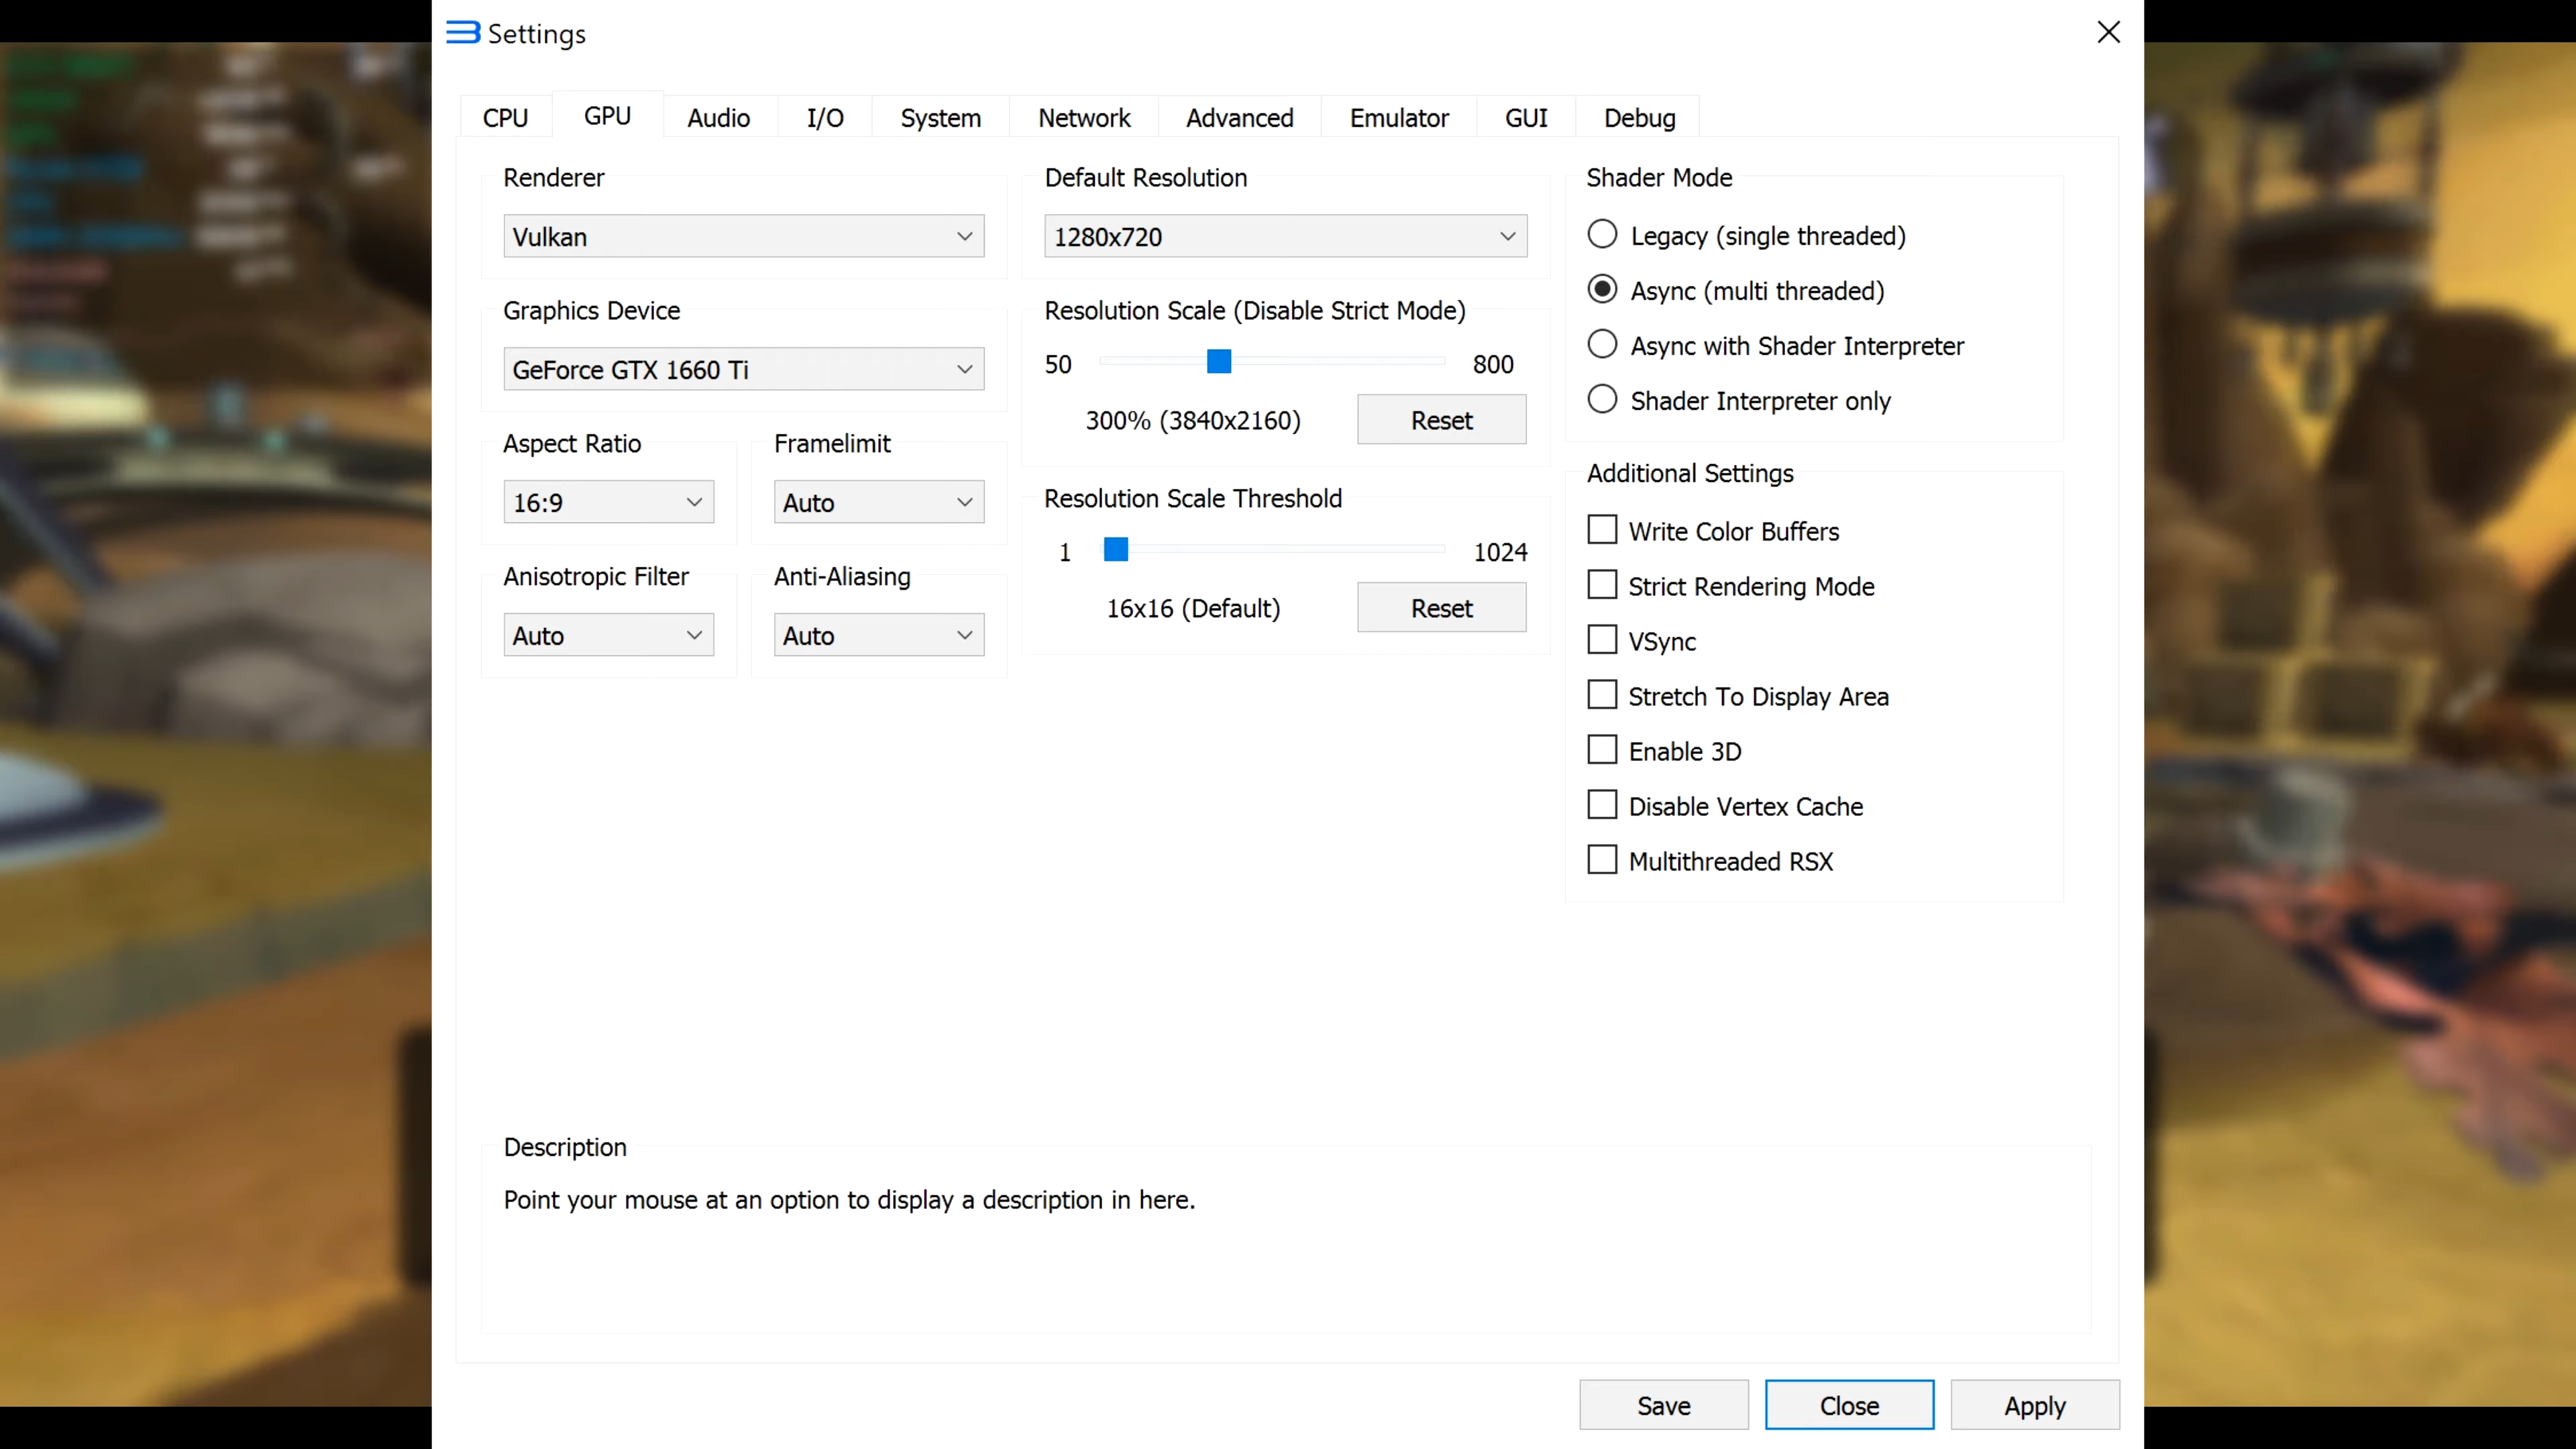 Settings
CPU GPU Audio I/O System Network Advanced Emulator GUI Debug
Renderer
Vulkan
Graphics Device
GeForce GTX 1660 Ti
Aspect Ratio
16:9
Framelimit
Auto
Anisotropic Filter
Auto
Anti-Aliasing
Auto
Default Resolution
1280x720
Resolution Scale (Disable Strict Mode)
50 800
300% (3840x2160) Reset
Resolution Scale Threshold
1 1024
16x16 (Default) Reset
Shader Mode
Legacy (single threaded)
Async (multi threaded)
Async with Shader Interpreter
Shader Interpreter only
Additional Settings
Write Color Buffers
Strict Rendering Mode
VSync
Stretch To Display Area
Enable 3D
Disable Vertex Cache
Multithreaded RSX
Description
Point your mouse at an option to display a description in here.
Save Close Apply